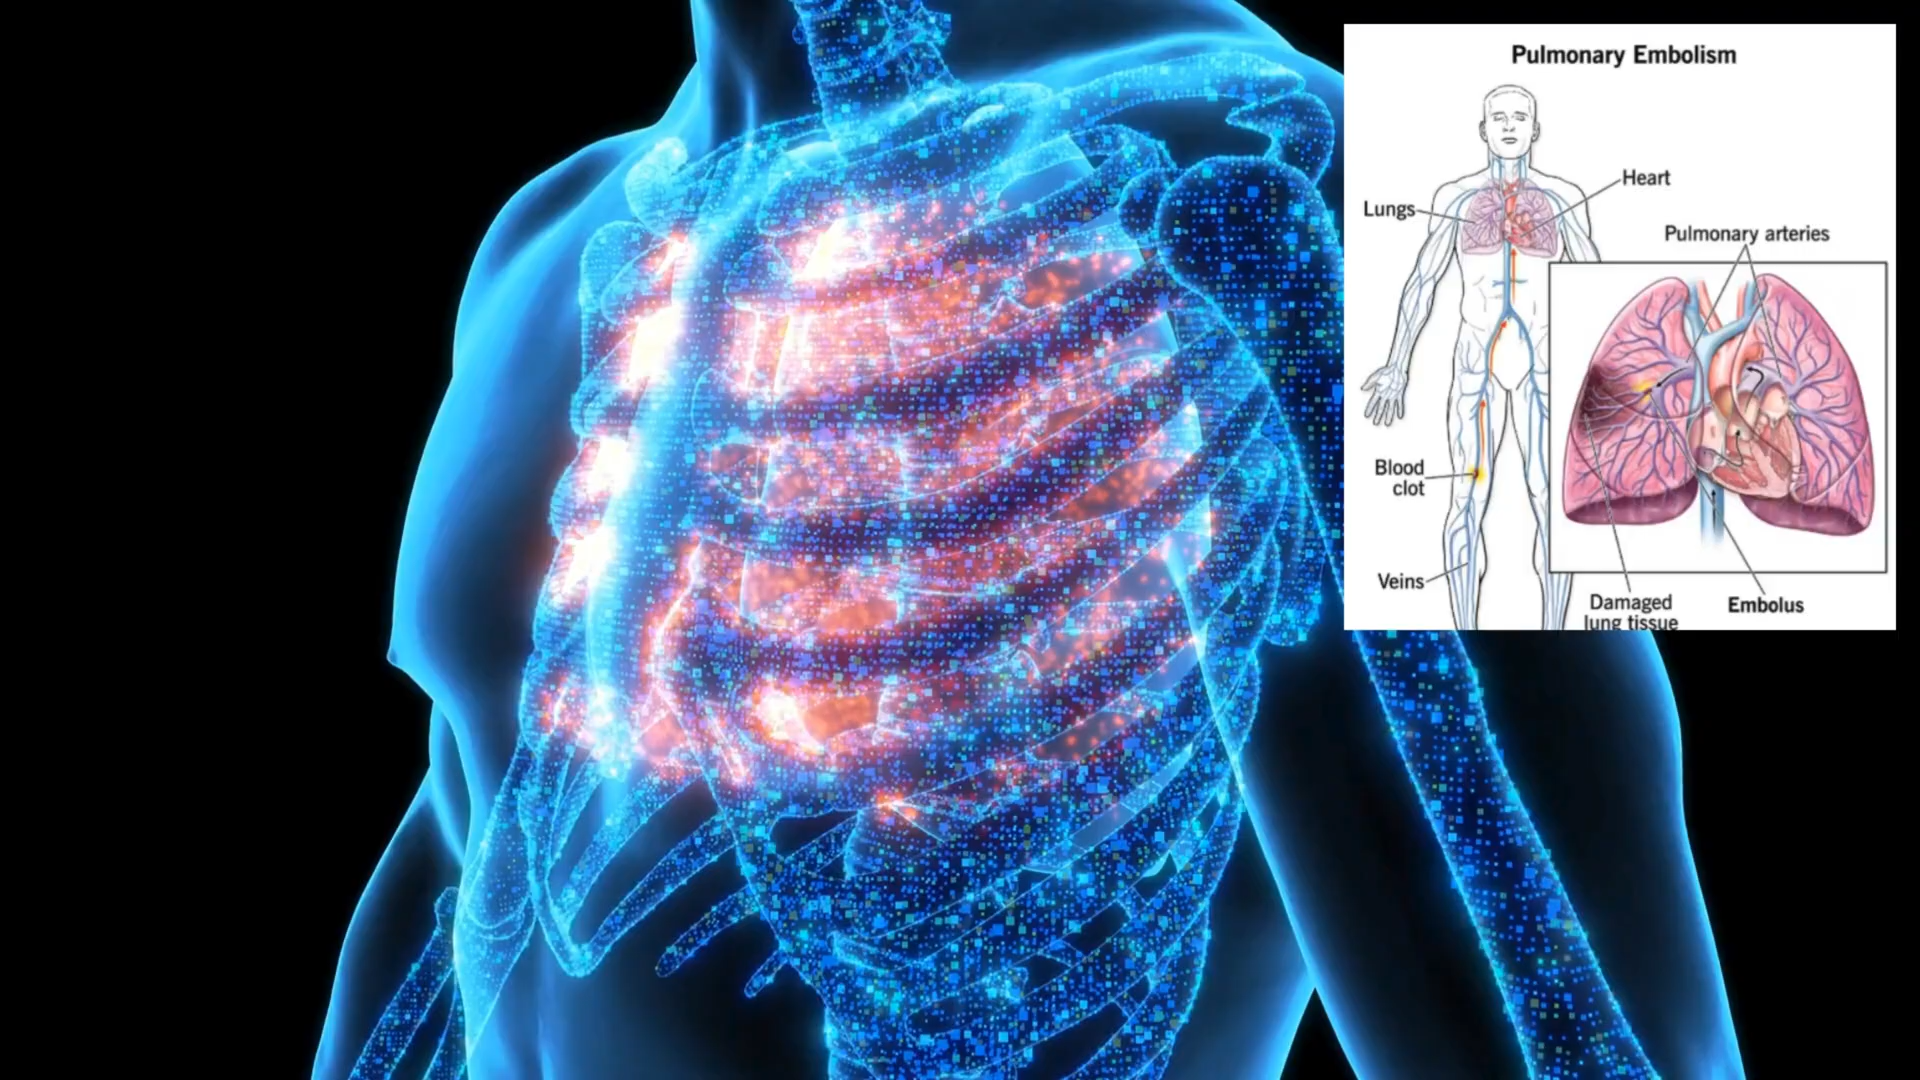 Pulmonary Embolism
Heart
Lungs
Pulmonary arteries
Blood
clot
Veins
Damaged
lung tissue
Embolus